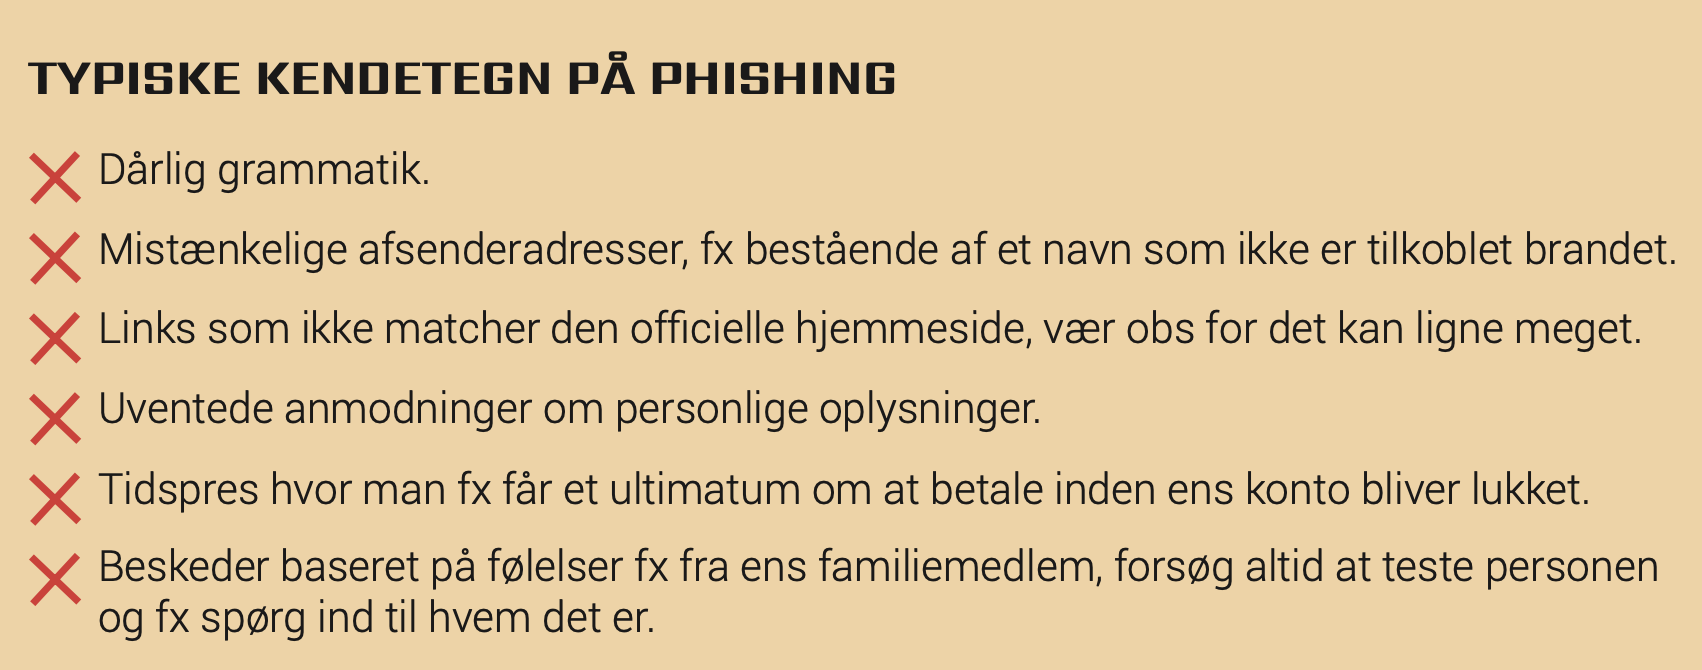 TYPISKE KENDETEGN PÅ PHISHING
Dårlig grammatik.
Mistænkelige afsenderadresser, fx bestående af et navn som ikke er tilkoblet brandet.
Links som ikke matcher den officielle hjemmeside, vær obs for det kan ligne meget.
Uventede anmodninger om personlige oplysninger.
Tidspres hvor man fx får et ultimatum om at betale inden ens konto bliver lukket.
Beskeder baseret på følelser fx fra ens familiemedlem, forsøg altid at teste personen
og fx spørg ind til hvem det er.